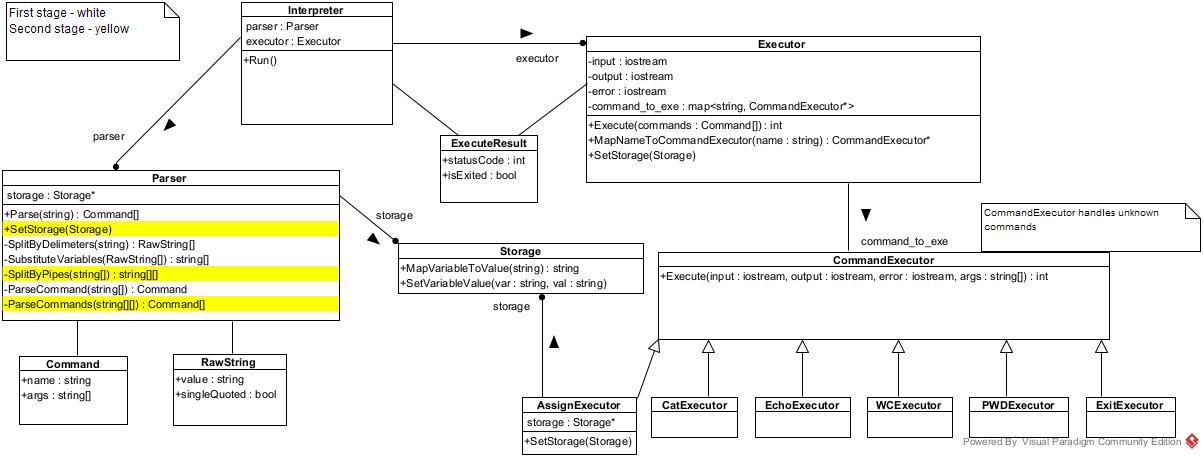 First stage - white
Second stage - yellow
Interpreter
parser : Parser
executor : Executor
+Run()
executor
Executor
-input : iostream
-output : iostream
-error : iostream
-command_to_exe : map<string, CommandExecutor*>
+Execute(commands : Command[]) : int
+MapNameToCommandExecutor(name : string) : CommandExecutor*
+SetStorage(Storage)
parser
ExecuteResult
+statusCode : int
+isExited : bool
Parser
storage : Storage*
+Parse(string) : Command[]
+SetStorage(Storage)
-SplitByDelimeters(string) : RawString[]
-SubstituteVariables(RawString[]) : string[]
-SplitByPipes(string[]) : string[][]
-ParseCommand(string[]) : Command
-ParseCommands(string[][]) : Command[]
storage
Storage
+MapVariableToValue(string) : string
+SetVariableValue(var : string, val : string)
storage
CommandExecutor handles unknown
commands
command_to_exe
CommandExecutor
+Execute(input : iostream, output : iostream, error : iostream, args : string[]) : int
Command
+name : string
+args : string[]
RawString
+value : string
+singleQuoted : bool
AssignExecutor
storage : Storage*
+SetStorage(Storage)
CatExecutor
EchoExecutor
WCExecutor
PWDExecutor
ExitExecutor
Powered By Visual Paradigm Community Edition